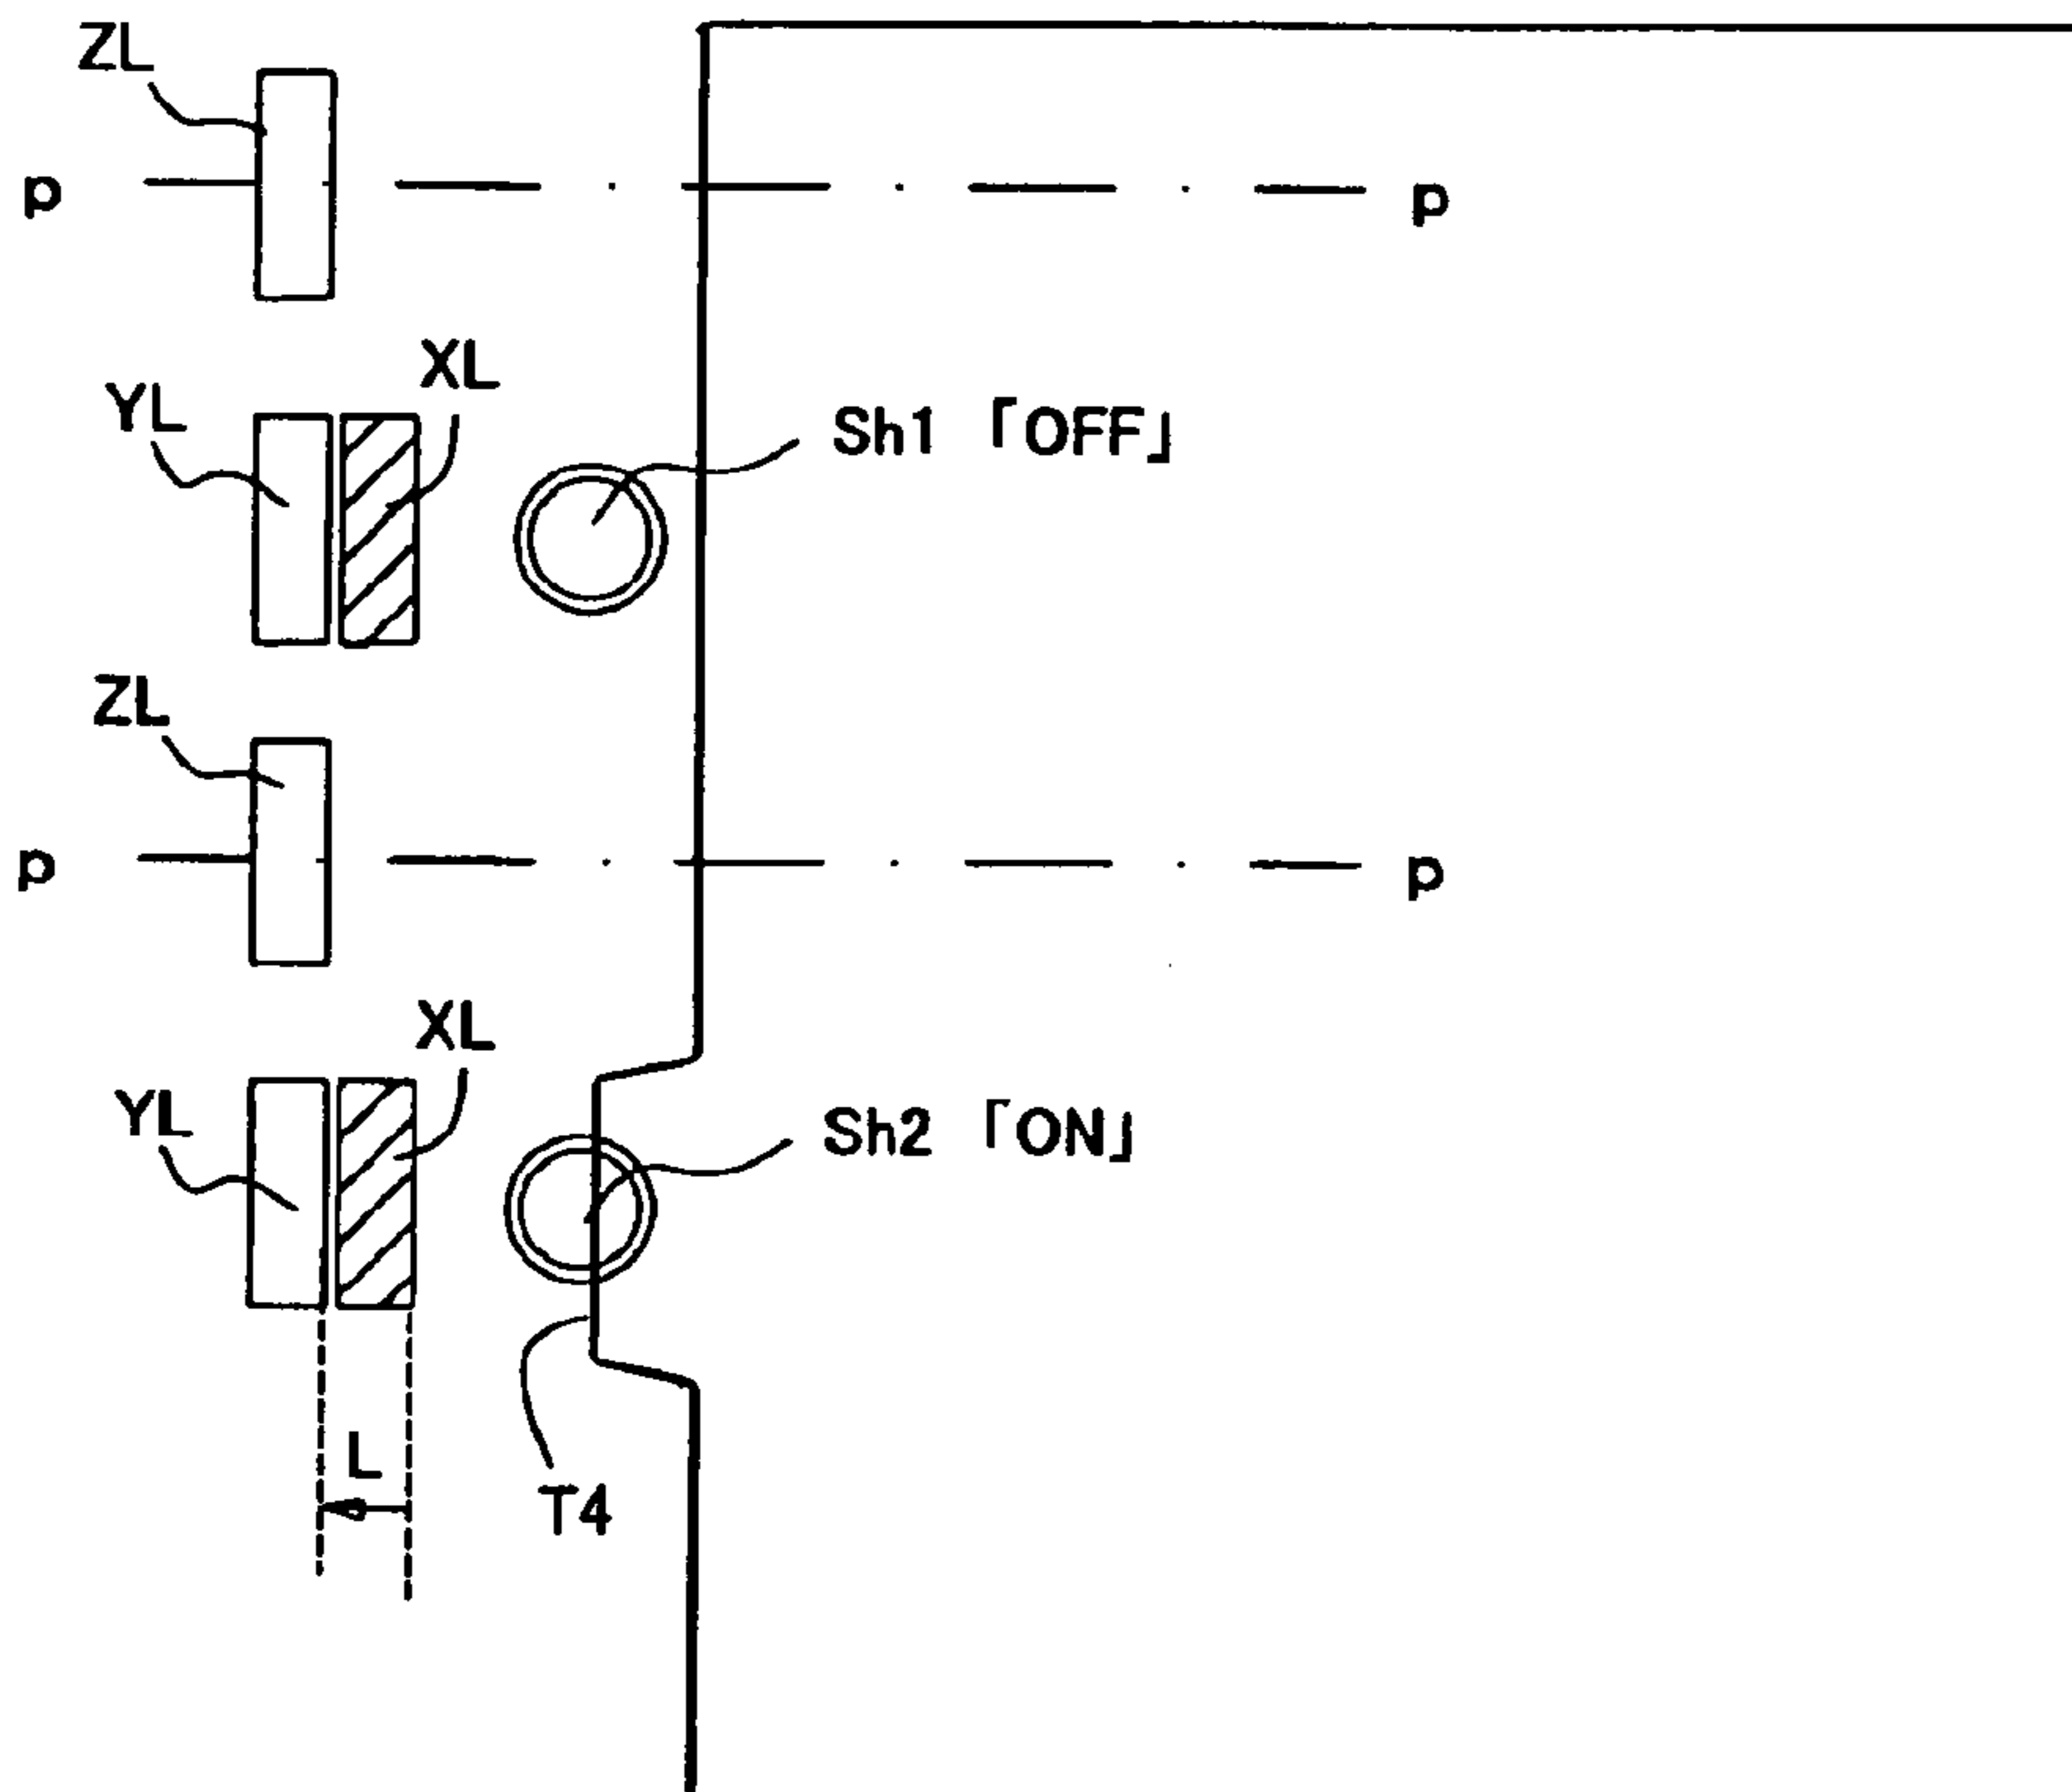 ZL
p p
XL
YL
Sh1 「OFF」
ZL
p p
XL
YL
Sh2 「ON」
L
T4